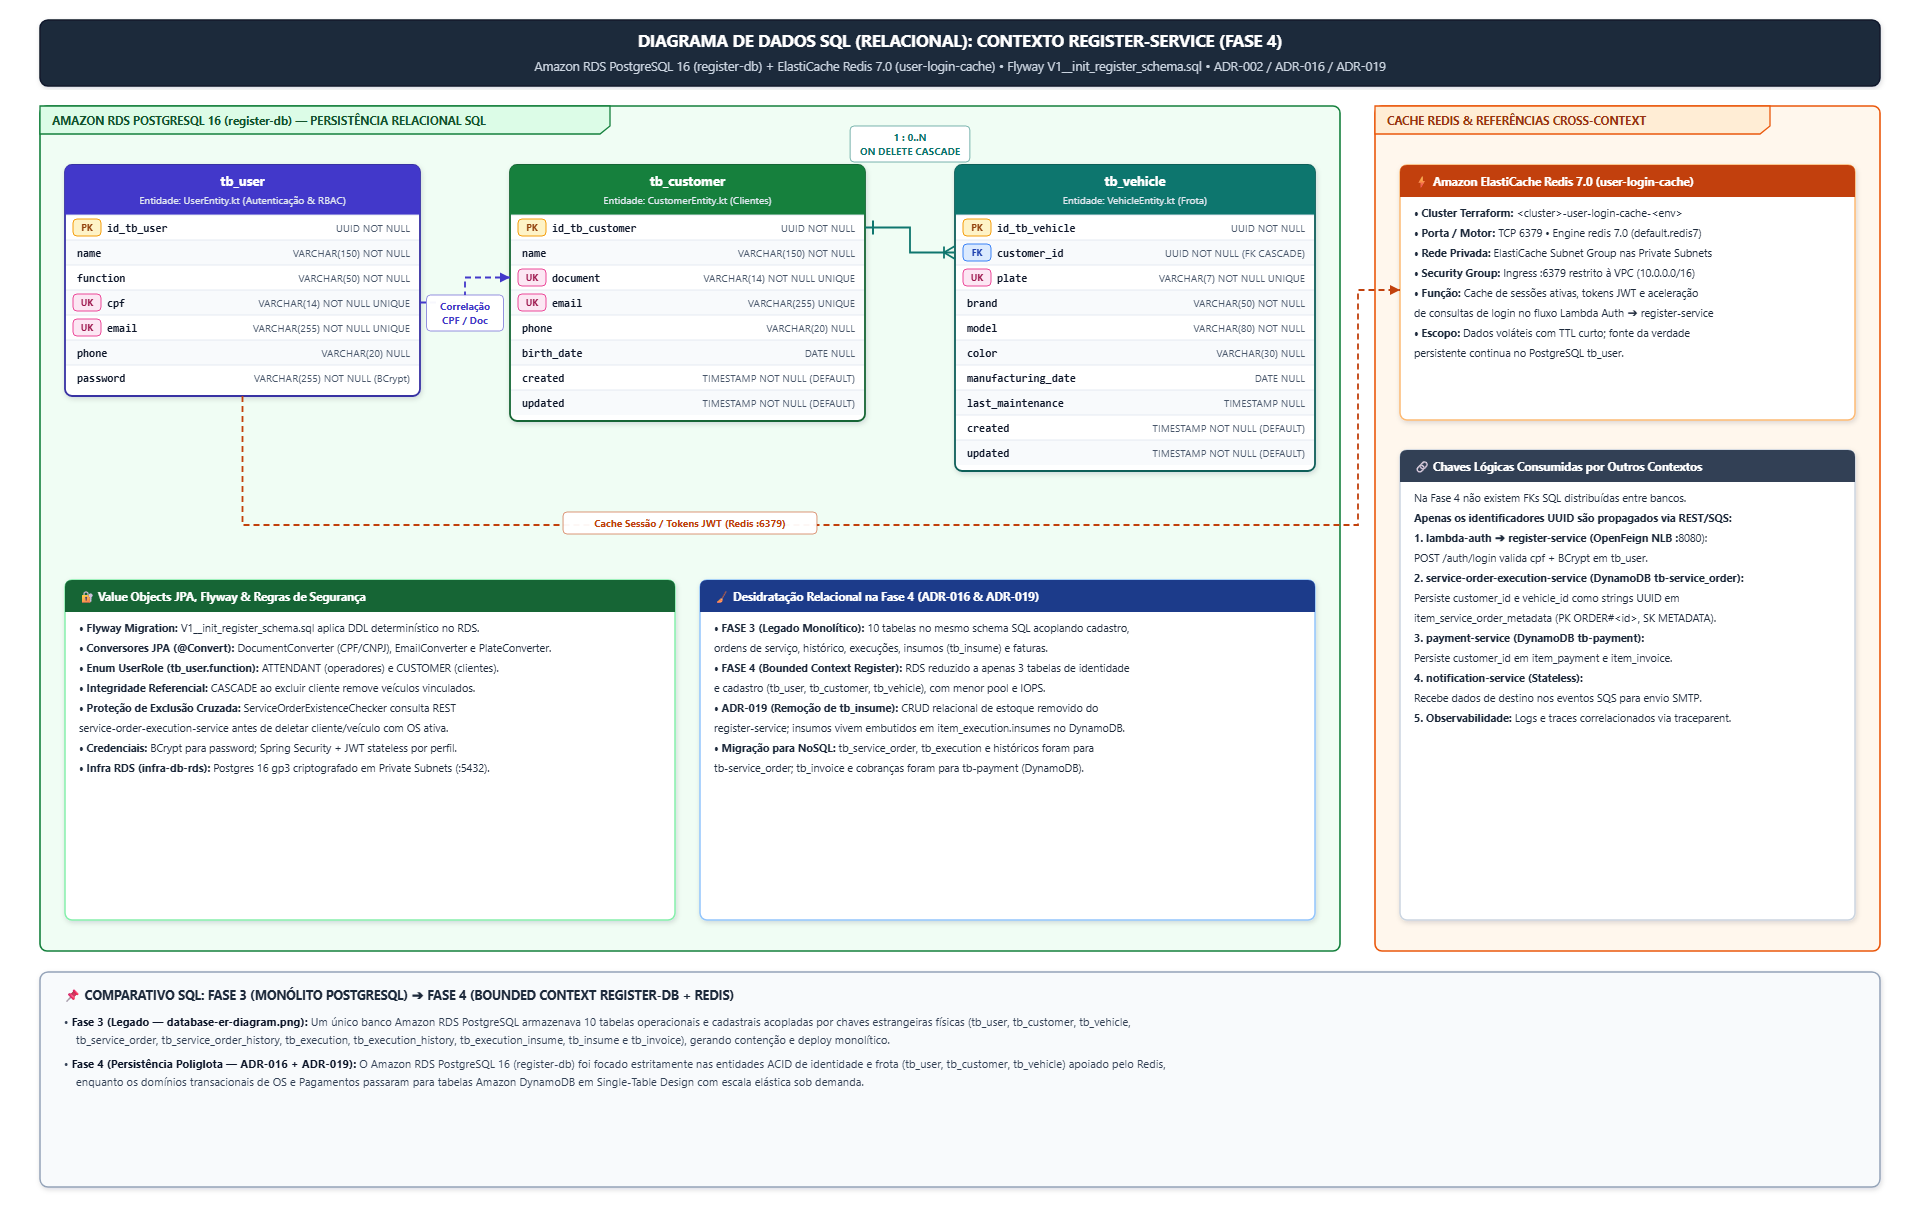 DIAGRAMA DE DADOS SQL (RELACIONAL): CONTEXTO REGISTER-SERVICE (FASE 4)
Amazon RDS PostgreSQL 16 (register-db) + ElastiCache Redis 7.0 (user-login-cache) • Flyway V1__init_register_schema.sql • ADR-002 / ADR-016 / ADR-019
AMAZON RDS POSTGRESQL 16 (register-db) — PERSISTÊNCIA RELACIONAL SQL
1 : 0..N
ON DELETE CASCADE
tb_user
Entidade: UserEntity.kt (Autenticação & RBAC)
PK id_tb_user UUID NOT NULL
name VARCHAR(150) NOT NULL
function VARCHAR(50) NOT NULL
UK cpf VARCHAR(14) NOT NULL UNIQUE
UK email VARCHAR(255) NOT NULL UNIQUE
phone VARCHAR(20) NULL
password VARCHAR(255) NOT NULL (BCrypt)
Correlação
CPF / Doc
tb_customer
Entidade: CustomerEntity.kt (Clientes)
PK id_tb_customer UUID NOT NULL
name VARCHAR(150) NOT NULL
UK document VARCHAR(14) NOT NULL UNIQUE
UK email VARCHAR(255) UNIQUE
phone VARCHAR(20) NULL
birth_date DATE NULL
created TIMESTAMP NOT NULL (DEFAULT)
updated TIMESTAMP NOT NULL (DEFAULT)
tb_vehicle
Entidade: VehicleEntity.kt (Frota)
PK id_tb_vehicle UUID NOT NULL
FK customer_id UUID NOT NULL (FK CASCADE)
UK plate VARCHAR(7) NOT NULL UNIQUE
brand VARCHAR(50) NOT NULL
model VARCHAR(80) NOT NULL
color VARCHAR(30) NULL
manufacturing_date DATE NULL
last_maintenance TIMESTAMP NULL
created TIMESTAMP NOT NULL (DEFAULT)
updated TIMESTAMP NOT NULL (DEFAULT)
Cache Sessão / Tokens JWT (Redis :6379)
Value Objects JPA, Flyway & Regras de Segurança
• Flyway Migration: V1__init_register_schema.sql aplica DDL determinístico no RDS.
• Conversores JPA (@Convert): DocumentConverter (CPF/CNPJ), EmailConverter e PlateConverter.
• Enum UserRole (tb_user.function): ATTENDANT (operadores) e CUSTOMER (clientes).
• Integridade Referencial: CASCADE ao excluir cliente remove veículos vinculados.
• Proteção de Exclusão Cruzada: ServiceOrderExistenceChecker consulta REST
service-order-execution-service antes de deletar cliente/veículo com OS ativa.
• Credenciais: BCrypt para password; Spring Security + JWT stateless por perfil.
• Infra RDS (infra-db-rds): Postgres 16 gp3 criptografado em Private Subnets (:5432).
Desidratação Relacional na Fase 4 (ADR-016 & ADR-019)
• FASE 3 (Legado Monolítico): 10 tabelas no mesmo schema SQL acoplando cadastro,
ordens de serviço, histórico, execuções, insumos (tb_insume) e faturas.
• FASE 4 (Bounded Context Register): RDS reduzido a apenas 3 tabelas de identidade
e cadastro (tb_user, tb_customer, tb_vehicle), com menor pool e IOPS.
• ADR-019 (Remoção de tb_insume): CRUD relacional de estoque removido do
register-service; insumos vivem embutidos em item_execution.insumes no DynamoDB.
• Migração para NoSQL: tb_service_order, tb_execution e históricos foram para
tb-service_order; tb_invoice e cobranças foram para tb-payment (DynamoDB).
CACHE REDIS & REFERÊNCIAS CROSS-CONTEXT
Amazon ElastiCache Redis 7.0 (user-login-cache)
• Cluster Terraform: <cluster>-user-login-cache-<env>
• Porta / Motor: TCP 6379 • Engine redis 7.0 (default.redis7)
• Rede Privada: ElastiCache Subnet Group nas Private Subnets
• Security Group: Ingress :6379 restrito à VPC (10.0.0.0/16)
• Função: Cache de sessões ativas, tokens JWT e aceleração
de consultas de login no fluxo Lambda Auth ➔ register-service
• Escopo: Dados voláteis com TTL curto; fonte da verdade
persistente continua no PostgreSQL tb_user.
Chaves Lógicas Consumidas por Outros Contextos
Na Fase 4 não existem FKs SQL distribuídas entre bancos.
Apenas os identificadores UUID são propagados via REST/SQS:
1. lambda-auth ➔ register-service (OpenFeign NLB :8080):
POST /auth/login valida cpf + BCrypt em tb_user.
2. service-order-execution-service (DynamoDB tb-service_order):
Persiste customer_id e vehicle_id como strings UUID em
item_service_order_metadata (PK ORDER#<id>, SK METADATA).
3. payment-service (DynamoDB tb-payment):
Persiste customer_id em item_payment e item_invoice.
4. notification-service (Stateless):
Recebe dados de destino nos eventos SQS para envio SMTP.
5. Observabilidade: Logs e traces correlacionados via traceparent.
COMPARATIVO SQL: FASE 3 (MONÓLITO POSTGRESQL) ➔ FASE 4 (BOUNDED CONTEXT REGISTER-DB + REDIS)
• Fase 3 (Legado — database-er-diagram.png): Um único banco Amazon RDS PostgreSQL armazenava 10 tabelas operacionais e cadastrais acopladas por chaves estrangeiras físicas (tb_user, tb_customer, tb_vehicle,
tb_service_order, tb_service_order_history, tb_execution, tb_execution_history, tb_execution_insume, tb_insume e tb_invoice), gerando contenção e deploy monolítico.
• Fase 4 (Persistência Poliglota — ADR-016 + ADR-019): O Amazon RDS PostgreSQL 16 (register-db) foi focado estritamente nas entidades ACID de identidade e frota (tb_user, tb_customer, tb_vehicle) apoiado pelo Redis,
enquanto os domínios transacionais de OS e Pagamentos passaram para tabelas Amazon DynamoDB em Single-Table Design com escala elástica sob demanda.